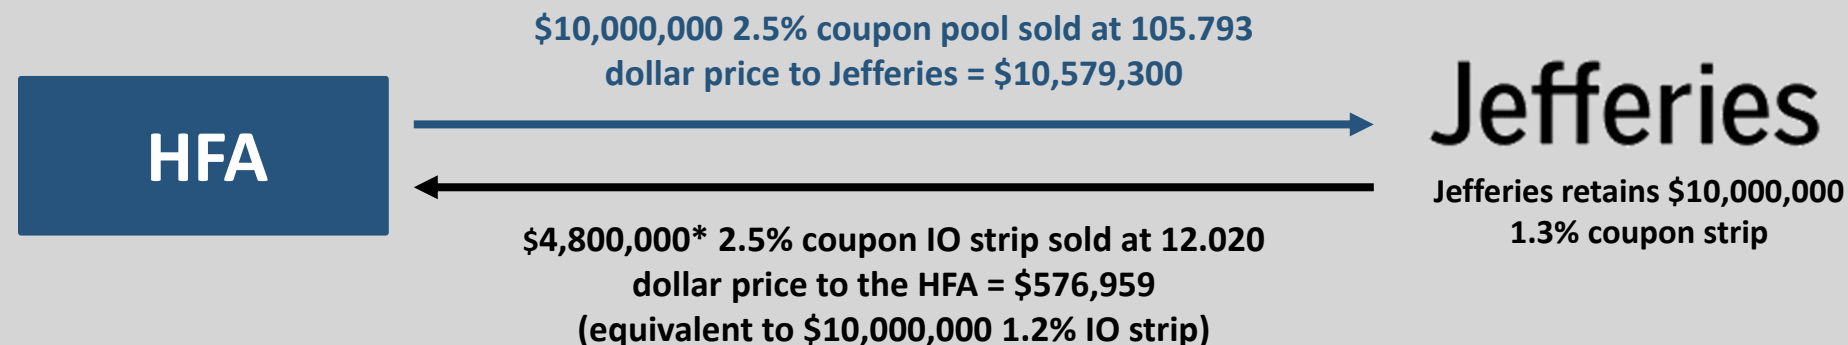 $10,000,000 2.5% coupon pool sold at 105.793
dollar price to Jefferies = $10,579,300
HFA
Jefferies
Jefferies retains $10,000,000
1.3% coupon strip
$4,800,000* 2.5% coupon IO strip sold at 12.020
dollar price to the HFA = $576,959
(equivalent to $10,000,000 1.2% IO strip)